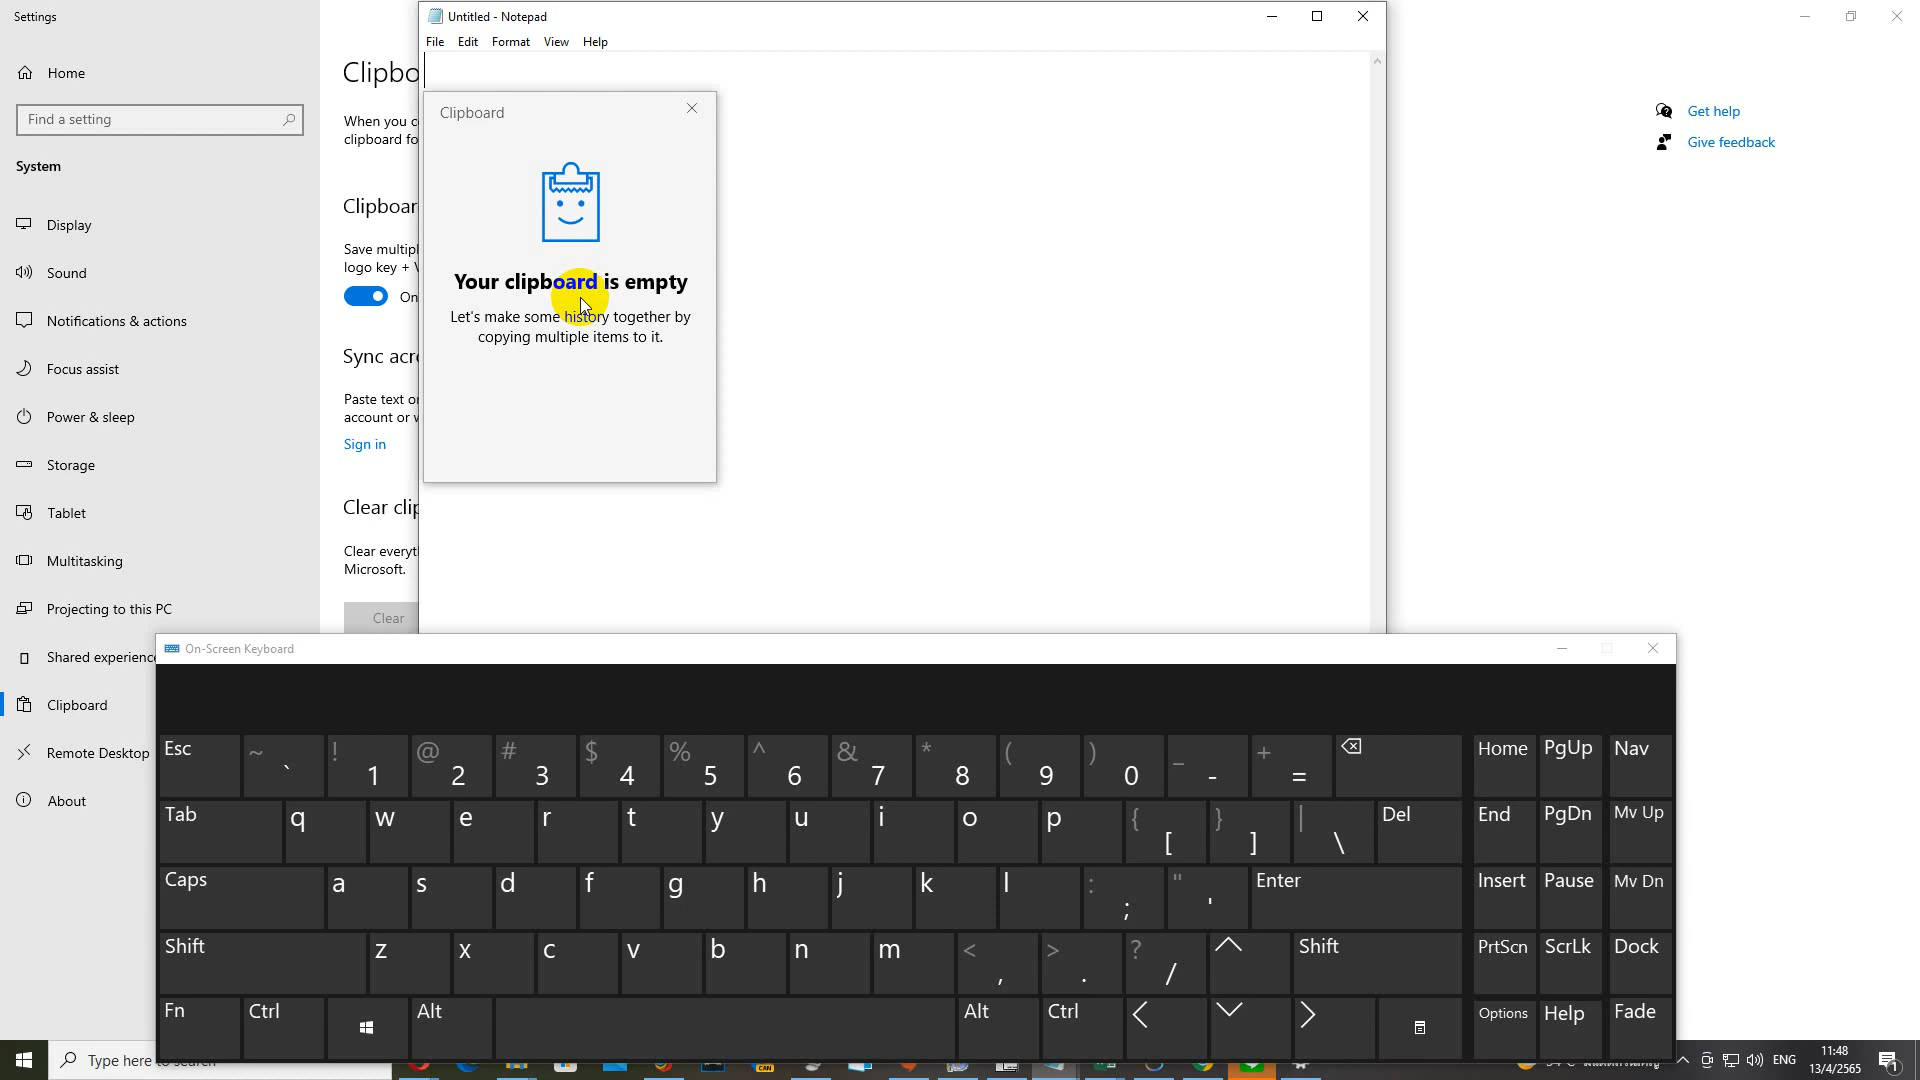 Settings
Home
Find a setting
System
Display
Sound
Notifications & actions
Focus assist
Power & sleep
Storage
Tablet
Multitasking
Projecting to this PC
Shared experience
Clipboard
Remote Desktop
About
Clipbo
When you c
clipboard fo
Clipboar
Save multipl
logo key + V
On
Sync acro
Paste text or
account or w
Sign in
Clear clip
Clear everyt
Microsoft.
Clear
Untitled - Notepad
File Edit Format View Help
Clipboard
Your clipboard is empty
Let's make some history together by
copying multiple items to it.
Get help
Give feedback
On-Screen Keyboard
Esc ~ ` ! 1 @ 2 # 3 $ 4 % 5 ^ 6 & 7 * 8 ( 9 ) 0 _ - + = Home PgUp Nav
Tab q w e r t y u i o p { [ } ] | \ Del End PgDn Mv Up
Caps a s d f g h j k l : ; " ' Enter Insert Pause Mv Dn
Shift z x c v b n m < , > . ? / Shift PrtScn ScrLk Dock
Fn Ctrl Alt Alt Ctrl Options Help Fade
Type here to search
ENG
11:48
13/4/2565
1